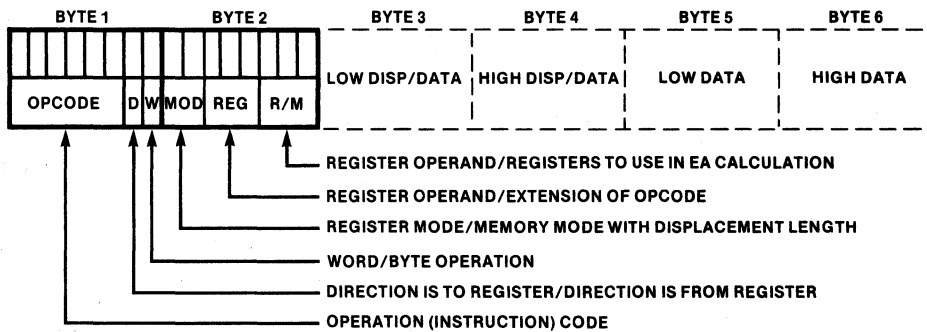 BYTE 1 BYTE 2 BYTE 3 BYTE 4 BYTE 5 BYTE 6
LOW DISP/DATA HIGH DISP/DATA LOW DATA HIGH DATA
OPCODE D W MOD REG R/M
REGISTER OPERAND/REGISTERS TO USE IN EA CALCULATION
REGISTER OPERAND/EXTENSION OF OPCODE
REGISTER MODE/MEMORY MODE WITH DISPLACEMENT LENGTH
WORD/BYTE OPERATION
DIRECTION IS TO REGISTER/DIRECTION IS FROM REGISTER
OPERATION (INSTRUCTION) CODE